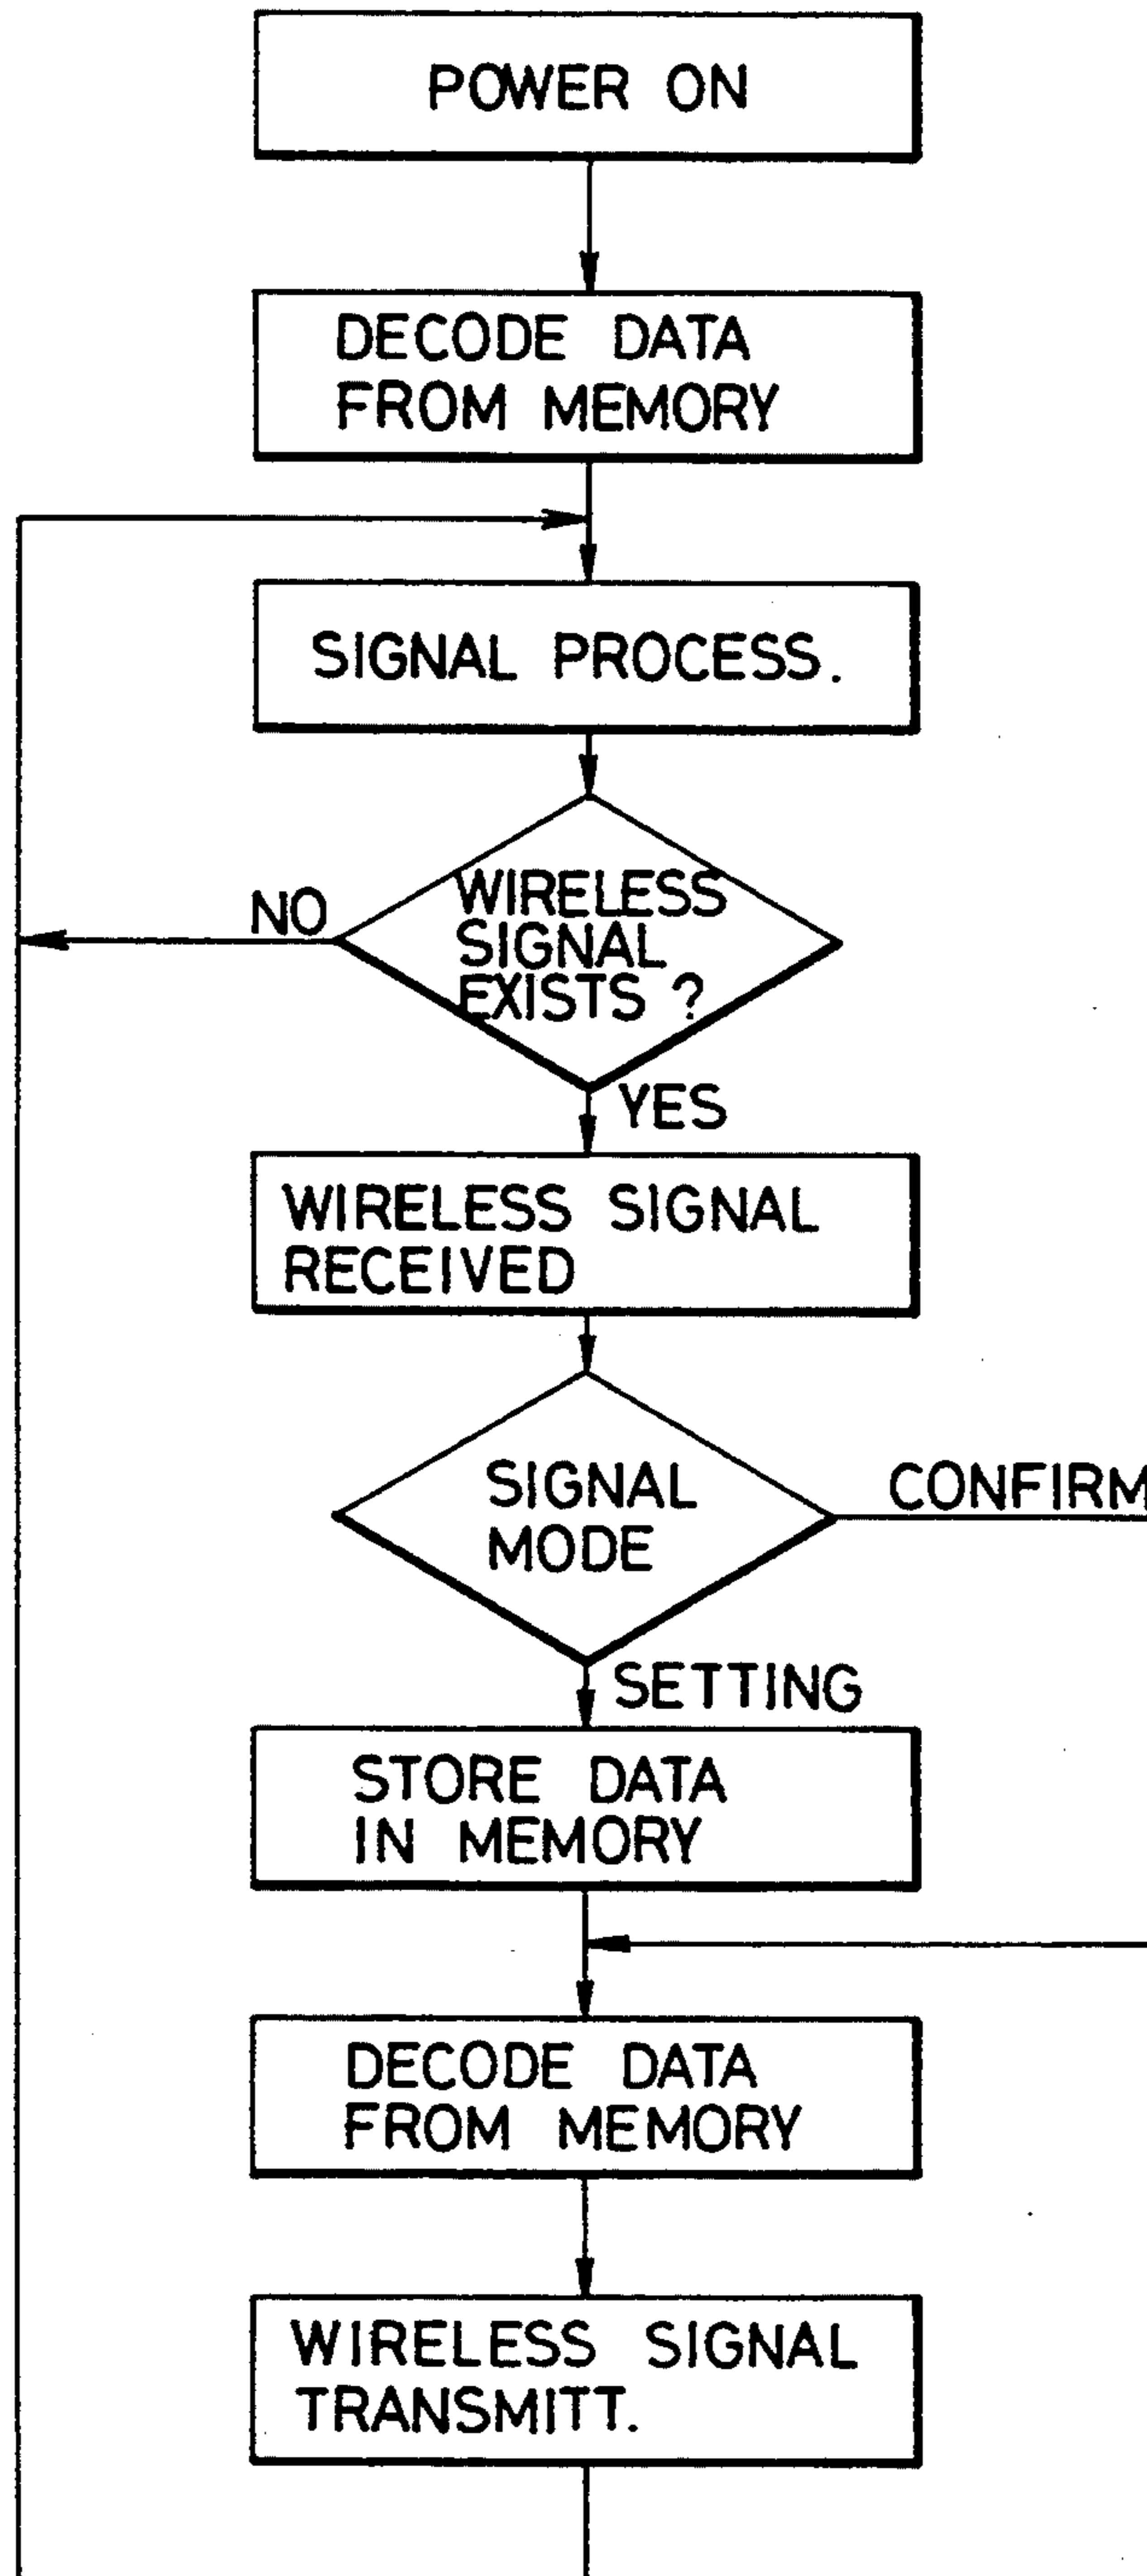 POWER ON
DECODE DATA
FROM MEMORY
SIGNAL PROCESS.
WIRELESS
SIGNAL
EXISTS ?
NO
YES
WIRELESS SIGNAL
RECEIVED
SIGNAL
MODE
CONFIRM
SETTING
STORE DATA
IN MEMORY
DECODE DATA
FROM MEMORY
WIRELESS SIGNAL
TRANSMITT.